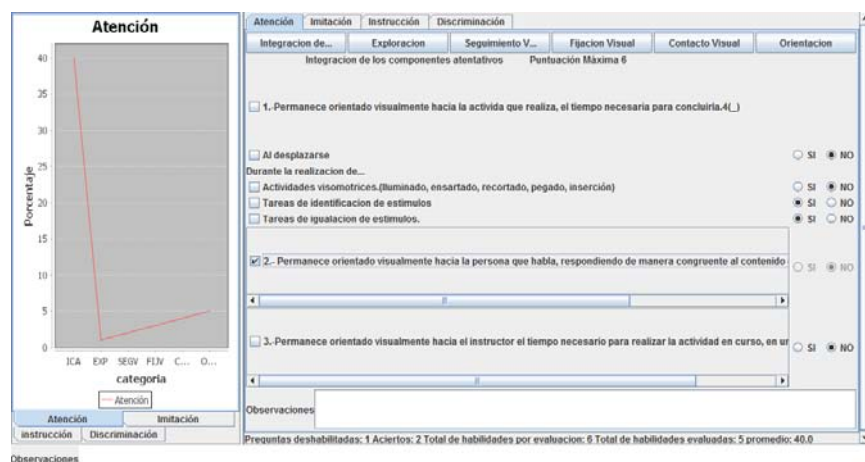 Atención
40
35
30
25
20
15
10
5
0
Porcentaje
ICA EXP SEGV FIJV C... O...
categoria
Atención
Atención Imitación
instrucción Discriminación
Observaciones
Atención Imitación Instrucción Discriminación
Integracion de... Exploracion Seguimiento V... Fijacion Visual Contacto Visual Orientacion
Integracion de los componentes atentativos Puntuación Màxima 6
1.-Permanece orientado visualmente hacia la activida que realiza, el tiempo necesaria para concluirla.4(_)
Al desplazarse SI NO
Durante la realizacion de...
Actividades visomotrices.(Iluminado, ensartado, recortado, pegado, inserción) SI NO
Tareas de identificacion de estimulos SI NO
Tareas de igualacion de estimulos. SI NO
2.- Permanece orientado visualmente hacia la persona que habla, respondiendo de manera congruente al contenido SI NO
3.-Permanece orientado visualmente hacia el instructor el tiempo necesario para realizar la actividad en curso, en ur SI NO
Observaciones
Preguntas deshabilitadas: 1 Aciertos: 2 Total de habilidades por evaluacion: 6 Total de habilidades evaluadas: 5 promedio: 40.0